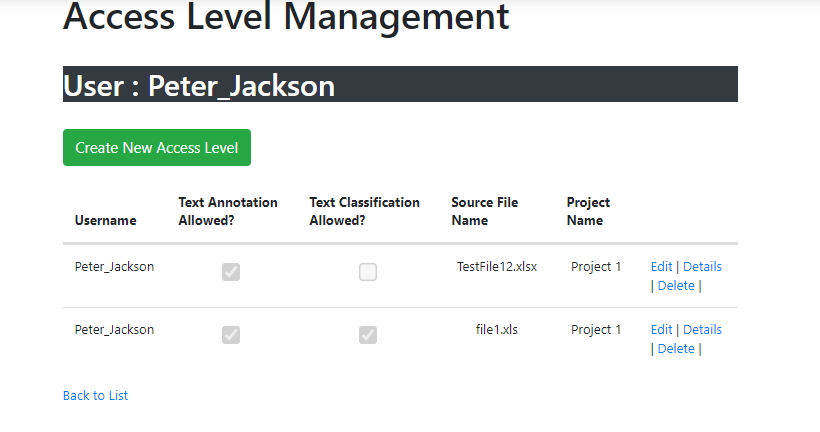 Access Level Management
User : Peter_Jackson
Create New Access Level
Username Text Annotation Allowed? Text Classification Allowed? Source File Name Project Name
Peter_Jackson TestFile12.xlsx Project 1 Edit | Details
| Delete |
Peter_Jackson file1.xls Project 1 Edit | Details
| Delete |
Back to List